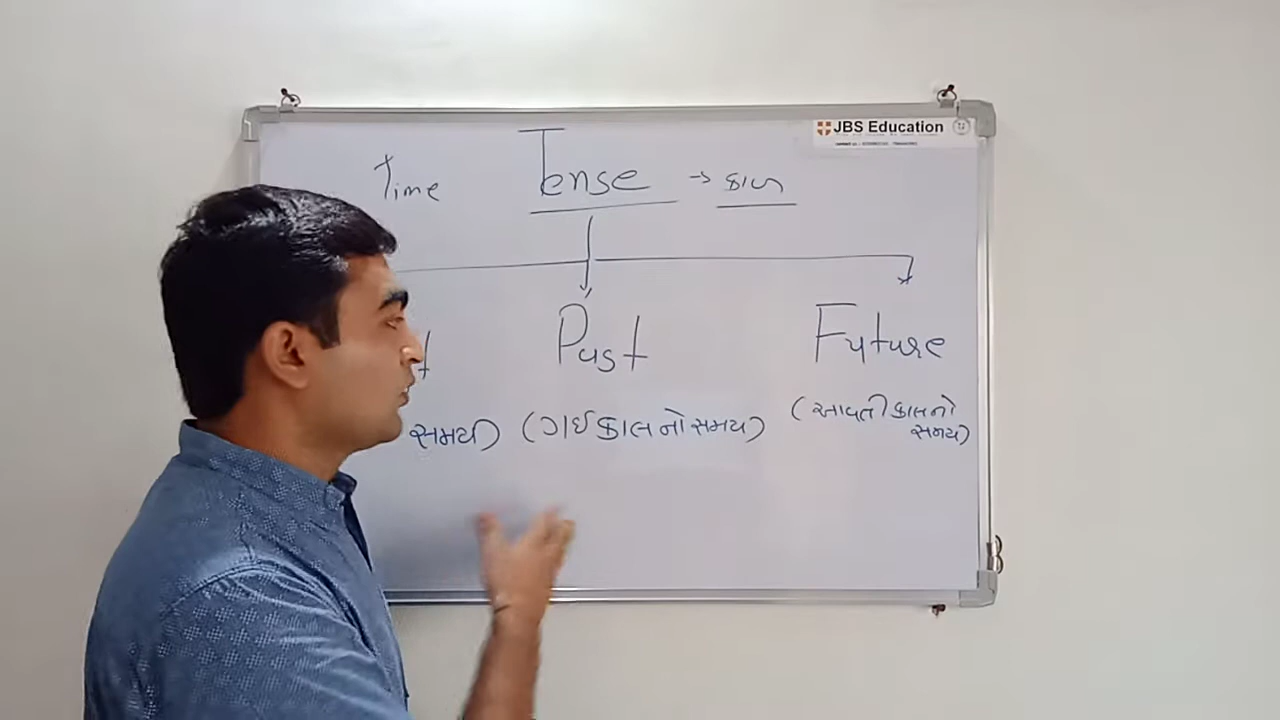 JBS Education
Time Tense → કાળ
Past Future
સમય) (ગઈકાલનો સમય) (આવતીકાલનો
સમય)